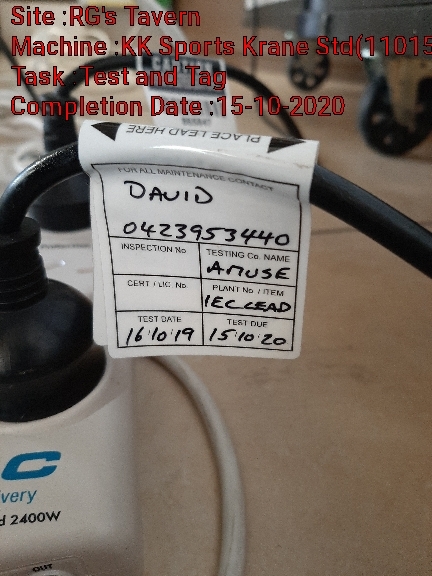 Site :RG's Tavern
Machine :KK Sports Krane Std(11015
Task :Test and Tag
Completion Date :15-10-2020
PLACE LEAD HERE
FOR ALL MAINTENANCE CONTACT
DAVID
0423953440
INSPECTION No
TESTING Co. NAME
AMUSE
CERT / LIC No.
PLANT No. / ITEM
IEC LEAD
TEST DATE
TEST DUE
16 10 19
15 10 20
C
very
d 2400W
OUT